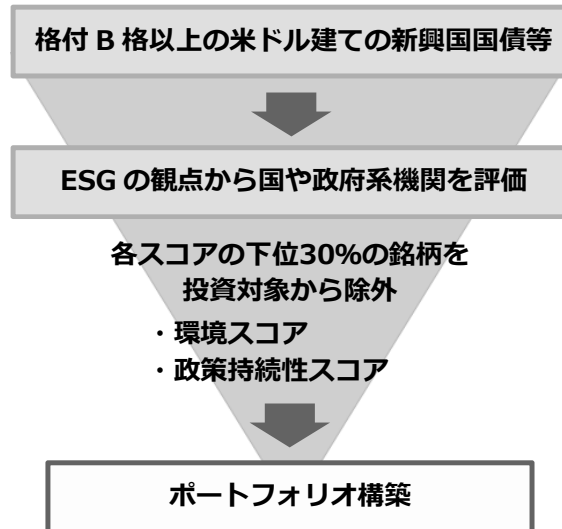 格付 B 格以上の米ドル建ての新興国国債等
ESG の観点から国や政府系機関を評価
各スコアの下位30%の銘柄を
投資対象から除外
・環境スコア
・政策持続性スコア
ポートフォリオ構築